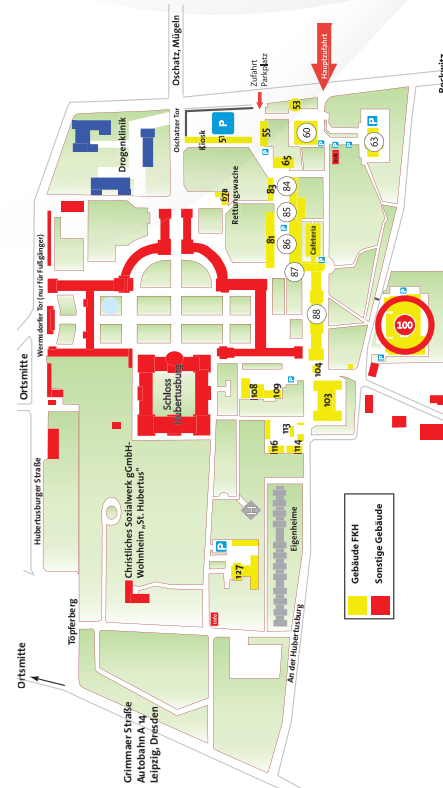 Ortsmitte
Grimmaer Straße
Autobahn A 14
Leipzig, Dresden
Töpferberg
Hubertusburger Straße
Ortsmitte
Wermsdorfer Tor (nur für Fußgänger)
Christliches Sozialwerk gGmbH-
Wohnheim „St. Hubertus"
Schloss
Hubertusburg
Drogenklinik
Oschatz, Mügeln
Oschatzer Tor
Kiosk
51
P
Zufahrt
Parkplatz
Hauptzufahrt
Rettungswache
67a
53
55
60
63
P
65
83
84
85
81
86
P
87
Cafeteria
88
104
103
100
108
109
P
116
113
114
H
P
127
Info
Eigenheime
An der Hubertusburg
Gebäude FKH
Sonstige Gebäude